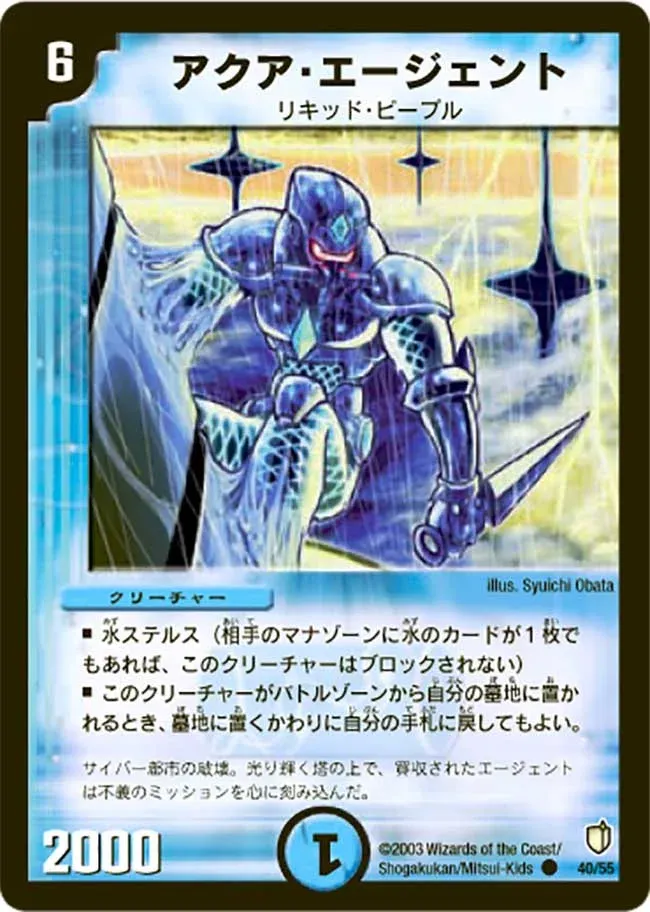 6
アクア・エージェント
リキッド・ピープル
illus. Syuichi Obata
クリーチャー
■ 水ステルス（相手のマナゾーンに水のカードが１枚で
もあれば、このクリーチャーはブロックされない）
■ このクリーチャーがバトルゾーンから自分の墓地に置か
れるとき、墓地に置くかわりに自分の手札に戻してもよい。
サイバー都市の破壊。光り輝く塔の上で、買収されたエージェント
は不義のミッションを心に刻み込んだ。
2000
1
©2003 Wizards of the Coast/
Shogakukan/Mitsui-Kids
40/55